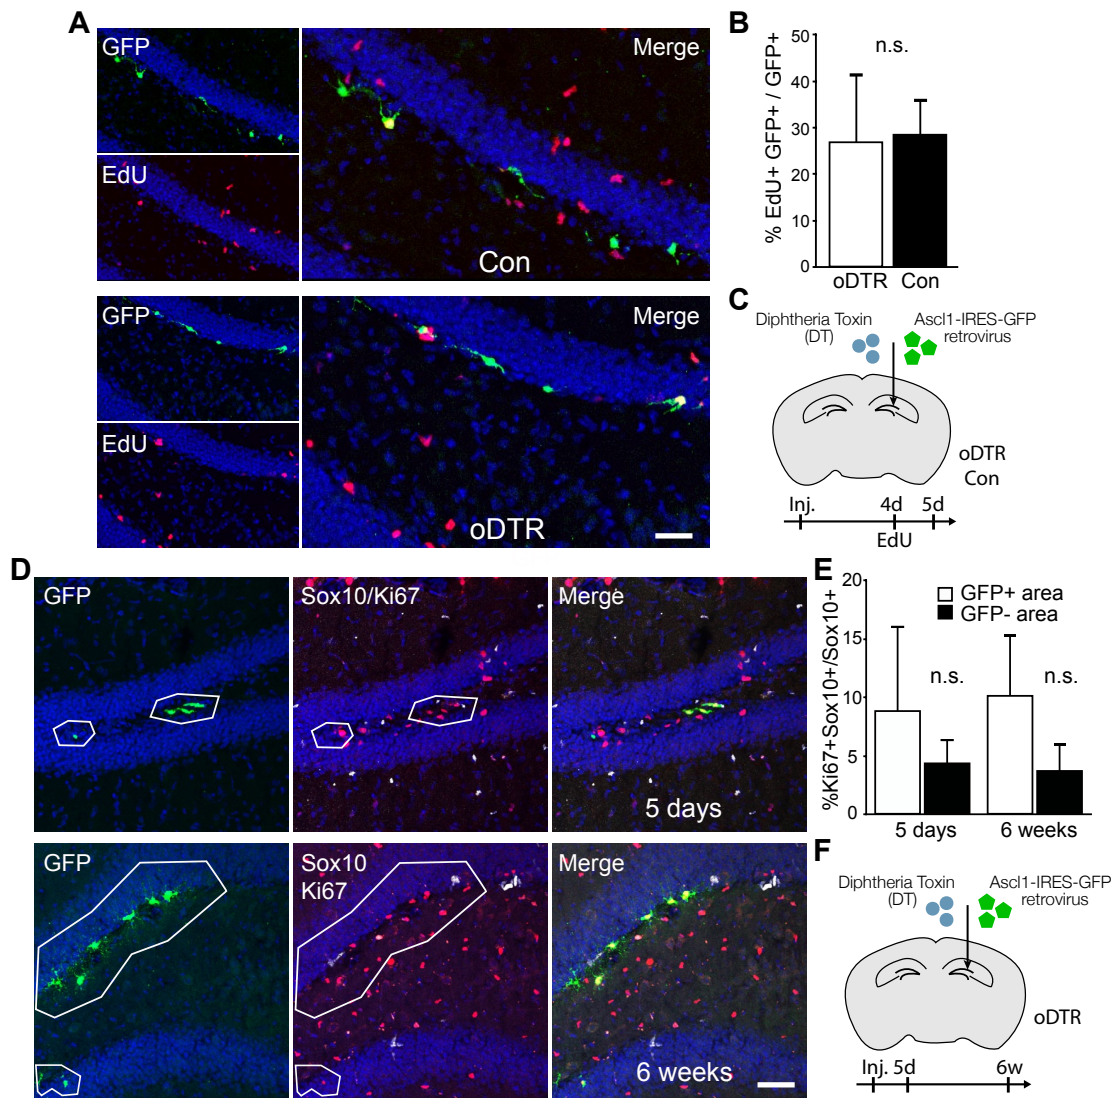 A
GFP
Merge
EdU
Con
GFP
Merge
EdU
oDTR
B
% EdU+ GFP+ / GFP+
50
40
30
20
10
0
n.s.
oDTR Con
C
Diphtheria Toxin
(DT)
Ascl1-IRES-GFP
retrovirus
oDTR
Con
Inj. 4d 5d
EdU
D
GFP
Sox10/Ki67
Merge
5 days
GFP
Sox10
Ki67
Merge
6 weeks
E
%Ki67+Sox10+/Sox10+
20
15
10
5
0
GFP+ area
GFP- area
n.s. n.s.
5 days 6 weeks
F
Diphtheria Toxin
(DT)
Ascl1-IRES-GFP
retrovirus
oDTR
Inj. 5d 6w